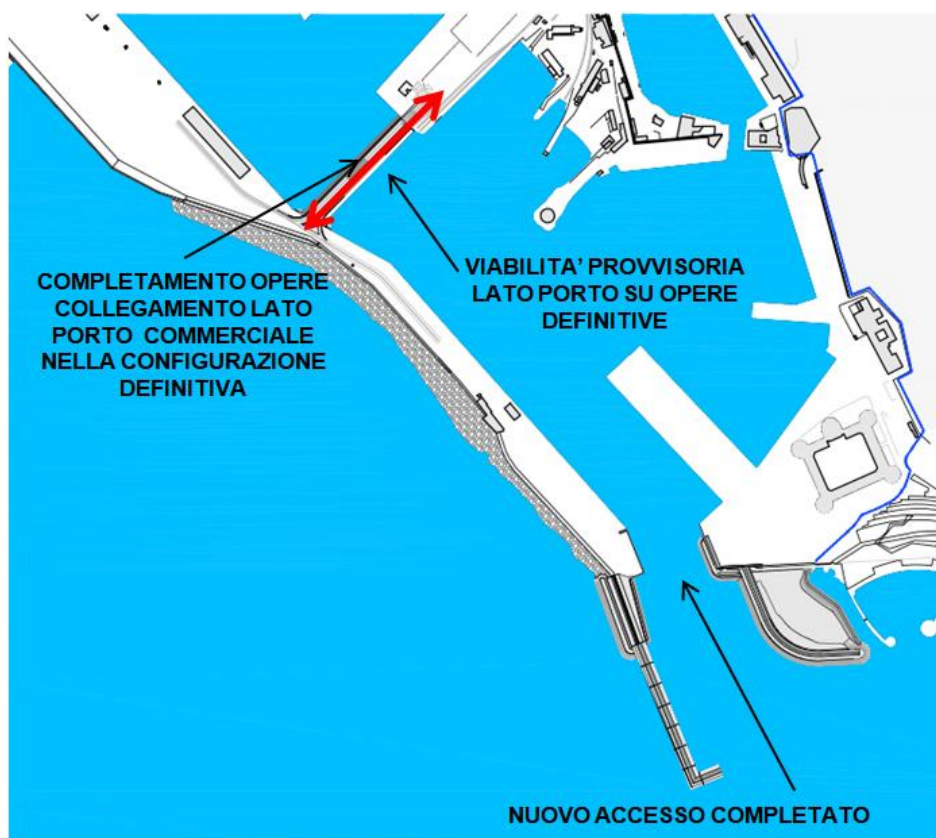 COMPLETAMENTO OPERE
COLLEGAMENTO LATO
PORTO COMMERCIALE
NELLA CONFIGURAZIONE
DEFINITIVA
VIABILITA’ PROVVISORIA
LATO PORTO SU OPERE
DEFINITIVE
NUOVO ACCESSO COMPLETATO